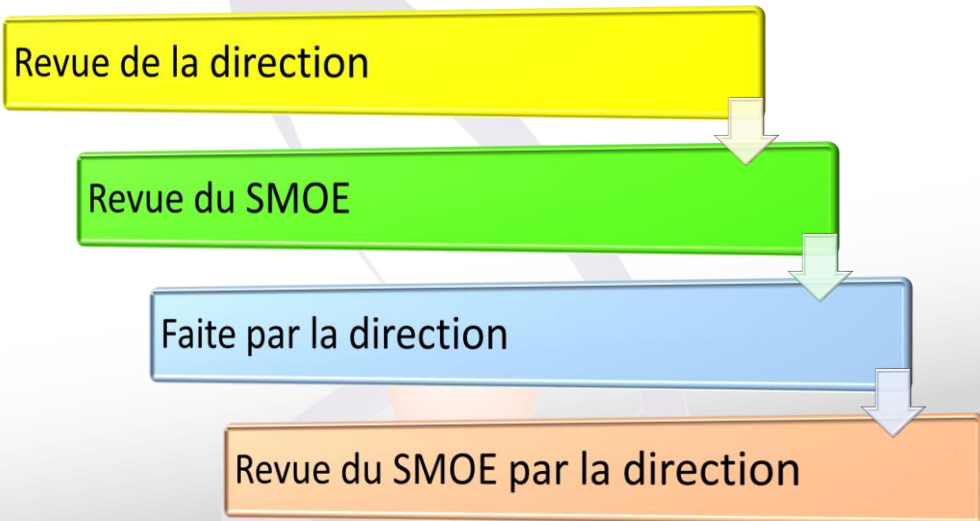 Revue de la direction
Revue du SMOE
Faite par la direction
Revue du SMOE par la direction